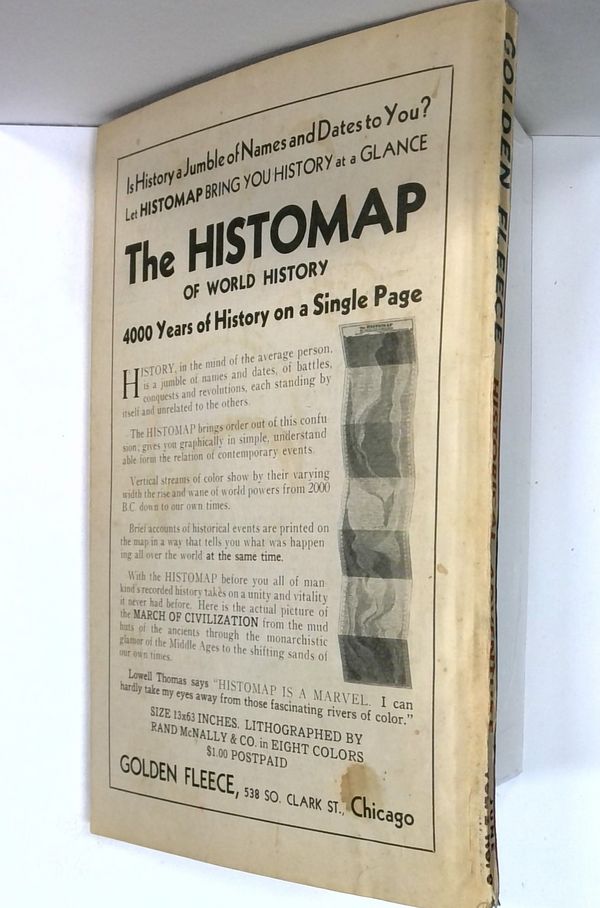 Is History a Jumble of Names and Dates to You?
Let HISTOMAP BRING YOU HISTORY at a GLANCE
The HISTOMAP
OF WORLD HISTORY
4000 Years of History on a Single Page
HISTORY, in the mind of the average person,
is a jumble of names and dates, of battles,
conquests and revolutions, each standing by
itself and unrelated to the others.
The HISTOMAP brings order out of this confu
sion; gives you graphically in simple, understand
able form the relation of contemporary events.
Vertical streams of color show by their varying
width the rise and wane of world powers from 2000
B.C. down to our own times.
Brief accounts of historical events are printed on
the map in a way that tells you what was happen
ing all over the world at the same time.
With the HISTOMAP before you all of man
kind's recorded history takes on a unity and vitality
it never had before. Here is the actual picture of
the MARCH OF CIVILIZATION from the mud
huts of the ancients through the monarchistic
glamor of the Middle Ages to the shifting sands of
our own times.
Lowell Thomas says "HISTOMAP IS A MARVEL. I can
hardly take my eyes away from those fascinating rivers of color."
SIZE 13x63 INCHES. LITHOGRAPHED BY
RAND McNALLY & CO. in EIGHT COLORS
$1.00 POSTPAID
GOLDEN FLEECE, 538 SO. CLARK ST., Chicago
GOLDEN FLEECE HISTORICAL